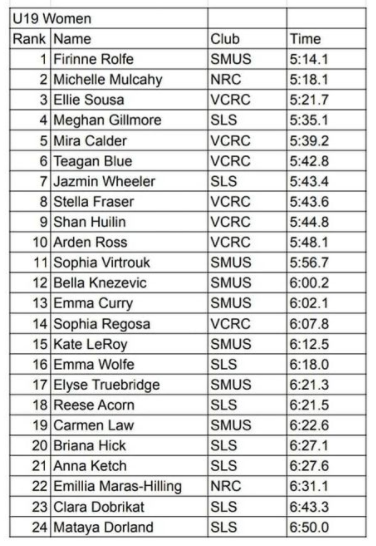 U19 Women
Rank Name Club Time
1 Firinne Rolfe SMUS 5:14.1
2 Michelle Mulcahy NRC 5:18.1
3 Ellie Sousa VCRC 5:21.7
4 Meghan Gillmore SLS 5:35.1
5 Mira Calder VCRC 5:39.2
6 Teagan Blue VCRC 5:42.8
7 Jazmin Wheeler SLS 5:43.4
8 Stella Fraser VCRC 5:43.6
9 Shan Huilin VCRC 5:44.8
10 Arden Ross VCRC 5:48.1
11 Sophia Virtrouk SMUS 5:56.7
12 Bella Knezevic SMUS 6:00.2
13 Emma Curry SMUS 6:02.1
14 Sophia Regosa VCRC 6:07.8
15 Kate LeRoy SMUS 6:12.5
16 Emma Wolfe SLS 6:18.0
17 Elyse Truebridge SMUS 6:21.3
18 Reese Acorn SLS 6:21.5
19 Carmen Law SMUS 6:22.6
20 Briana Hick SLS 6:27.1
21 Anna Ketch SLS 6:27.6
22 Emillia Maras-Hilling NRC 6:31.1
23 Clara Dobrikat SLS 6:43.3
24 Mataya Dorland SLS 6:50.0